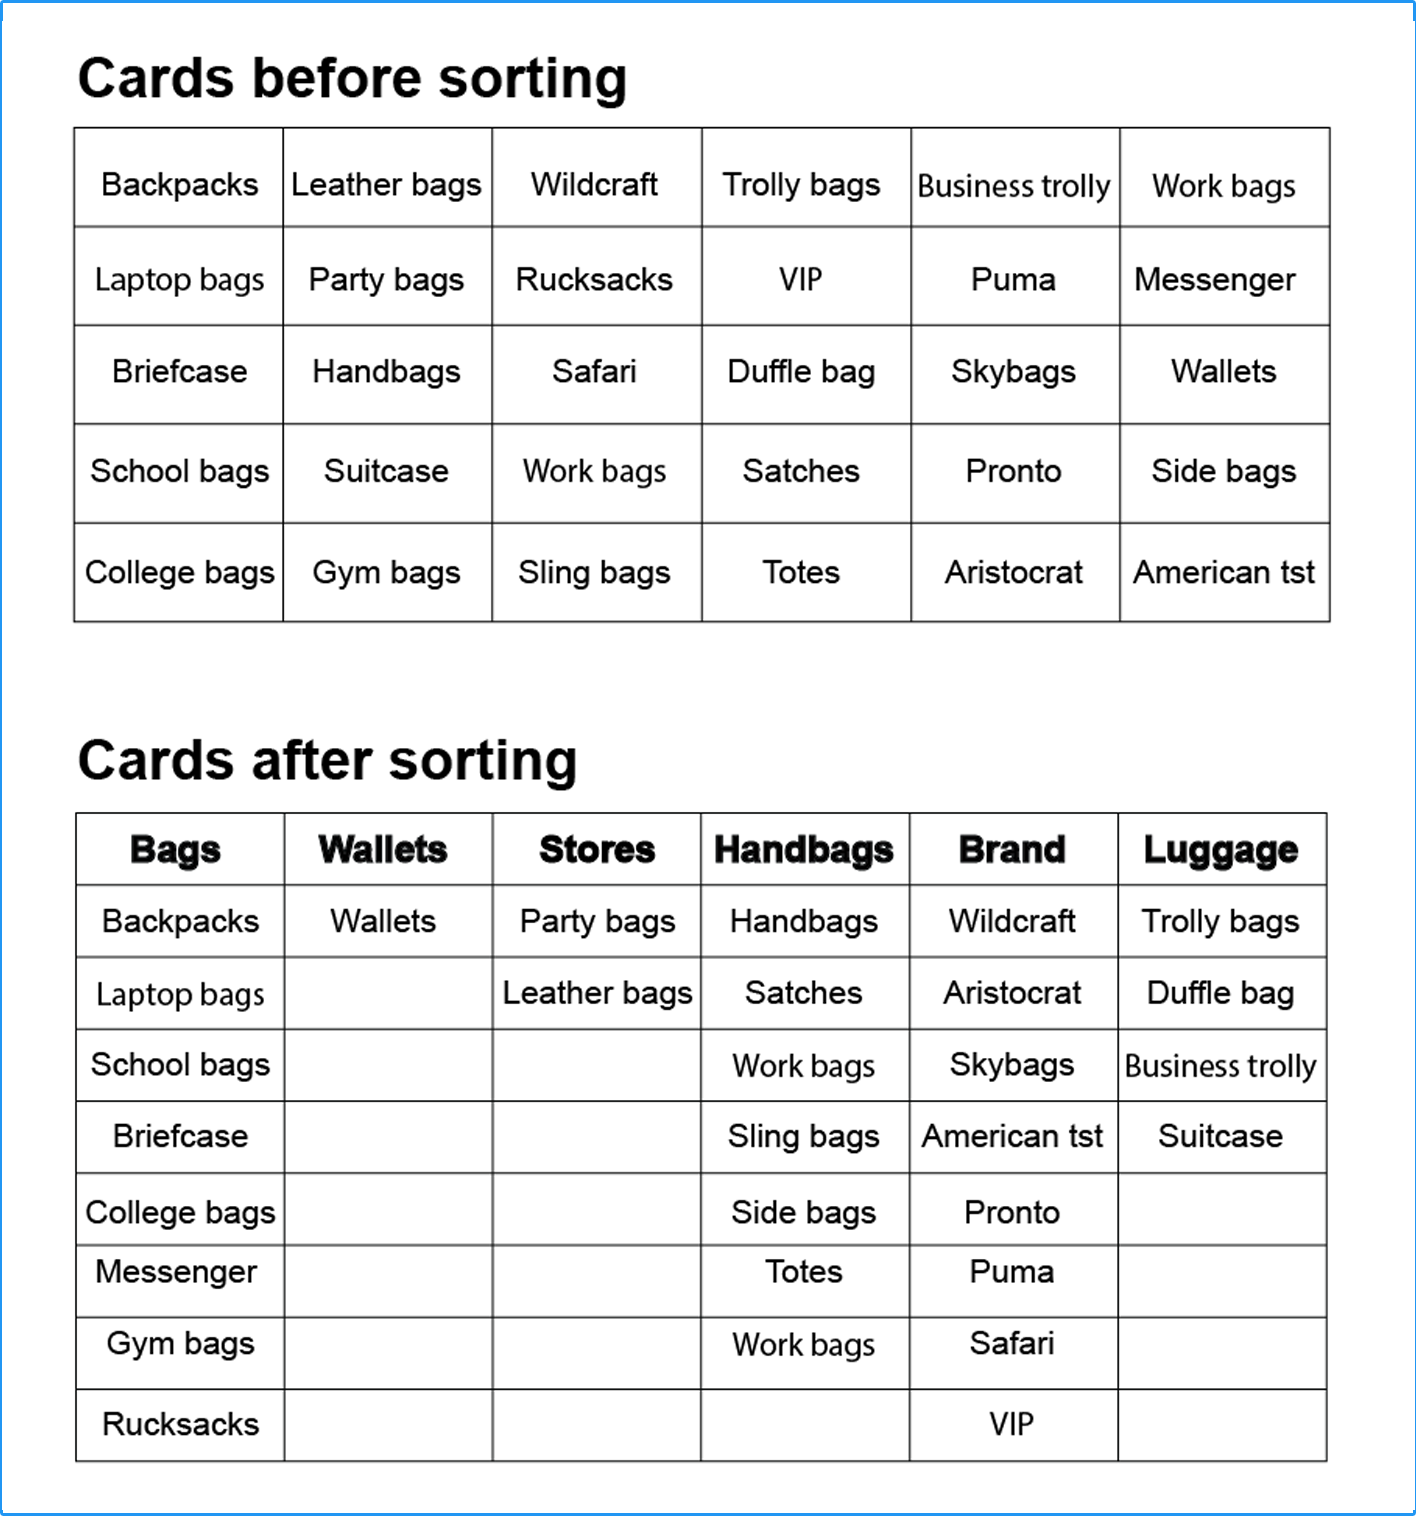 Cards before sorting
Backpacks Leather bags Wildcraft Trolly bags Business trolly Work bags
Laptop bags Party bags Rucksacks VIP Puma Messenger
Briefcase Handbags Safari Duffle bag Skybags Wallets
School bags Suitcase Work bags Satches Pronto Side bags
College bags Gym bags Sling bags Totes Aristocrat American tst
Cards after sorting
Bags Wallets Stores Handbags Brand Luggage
Backpacks Wallets Party bags Handbags Wildcraft Trolly bags
Laptop bags Leather bags Satches Aristocrat Duffle bag
School bags Work bags Skybags Business trolly
Briefcase Sling bags American tst Suitcase
College bags Side bags Pronto
Messenger Totes Puma
Gym bags Work bags Safari
Rucksacks VIP